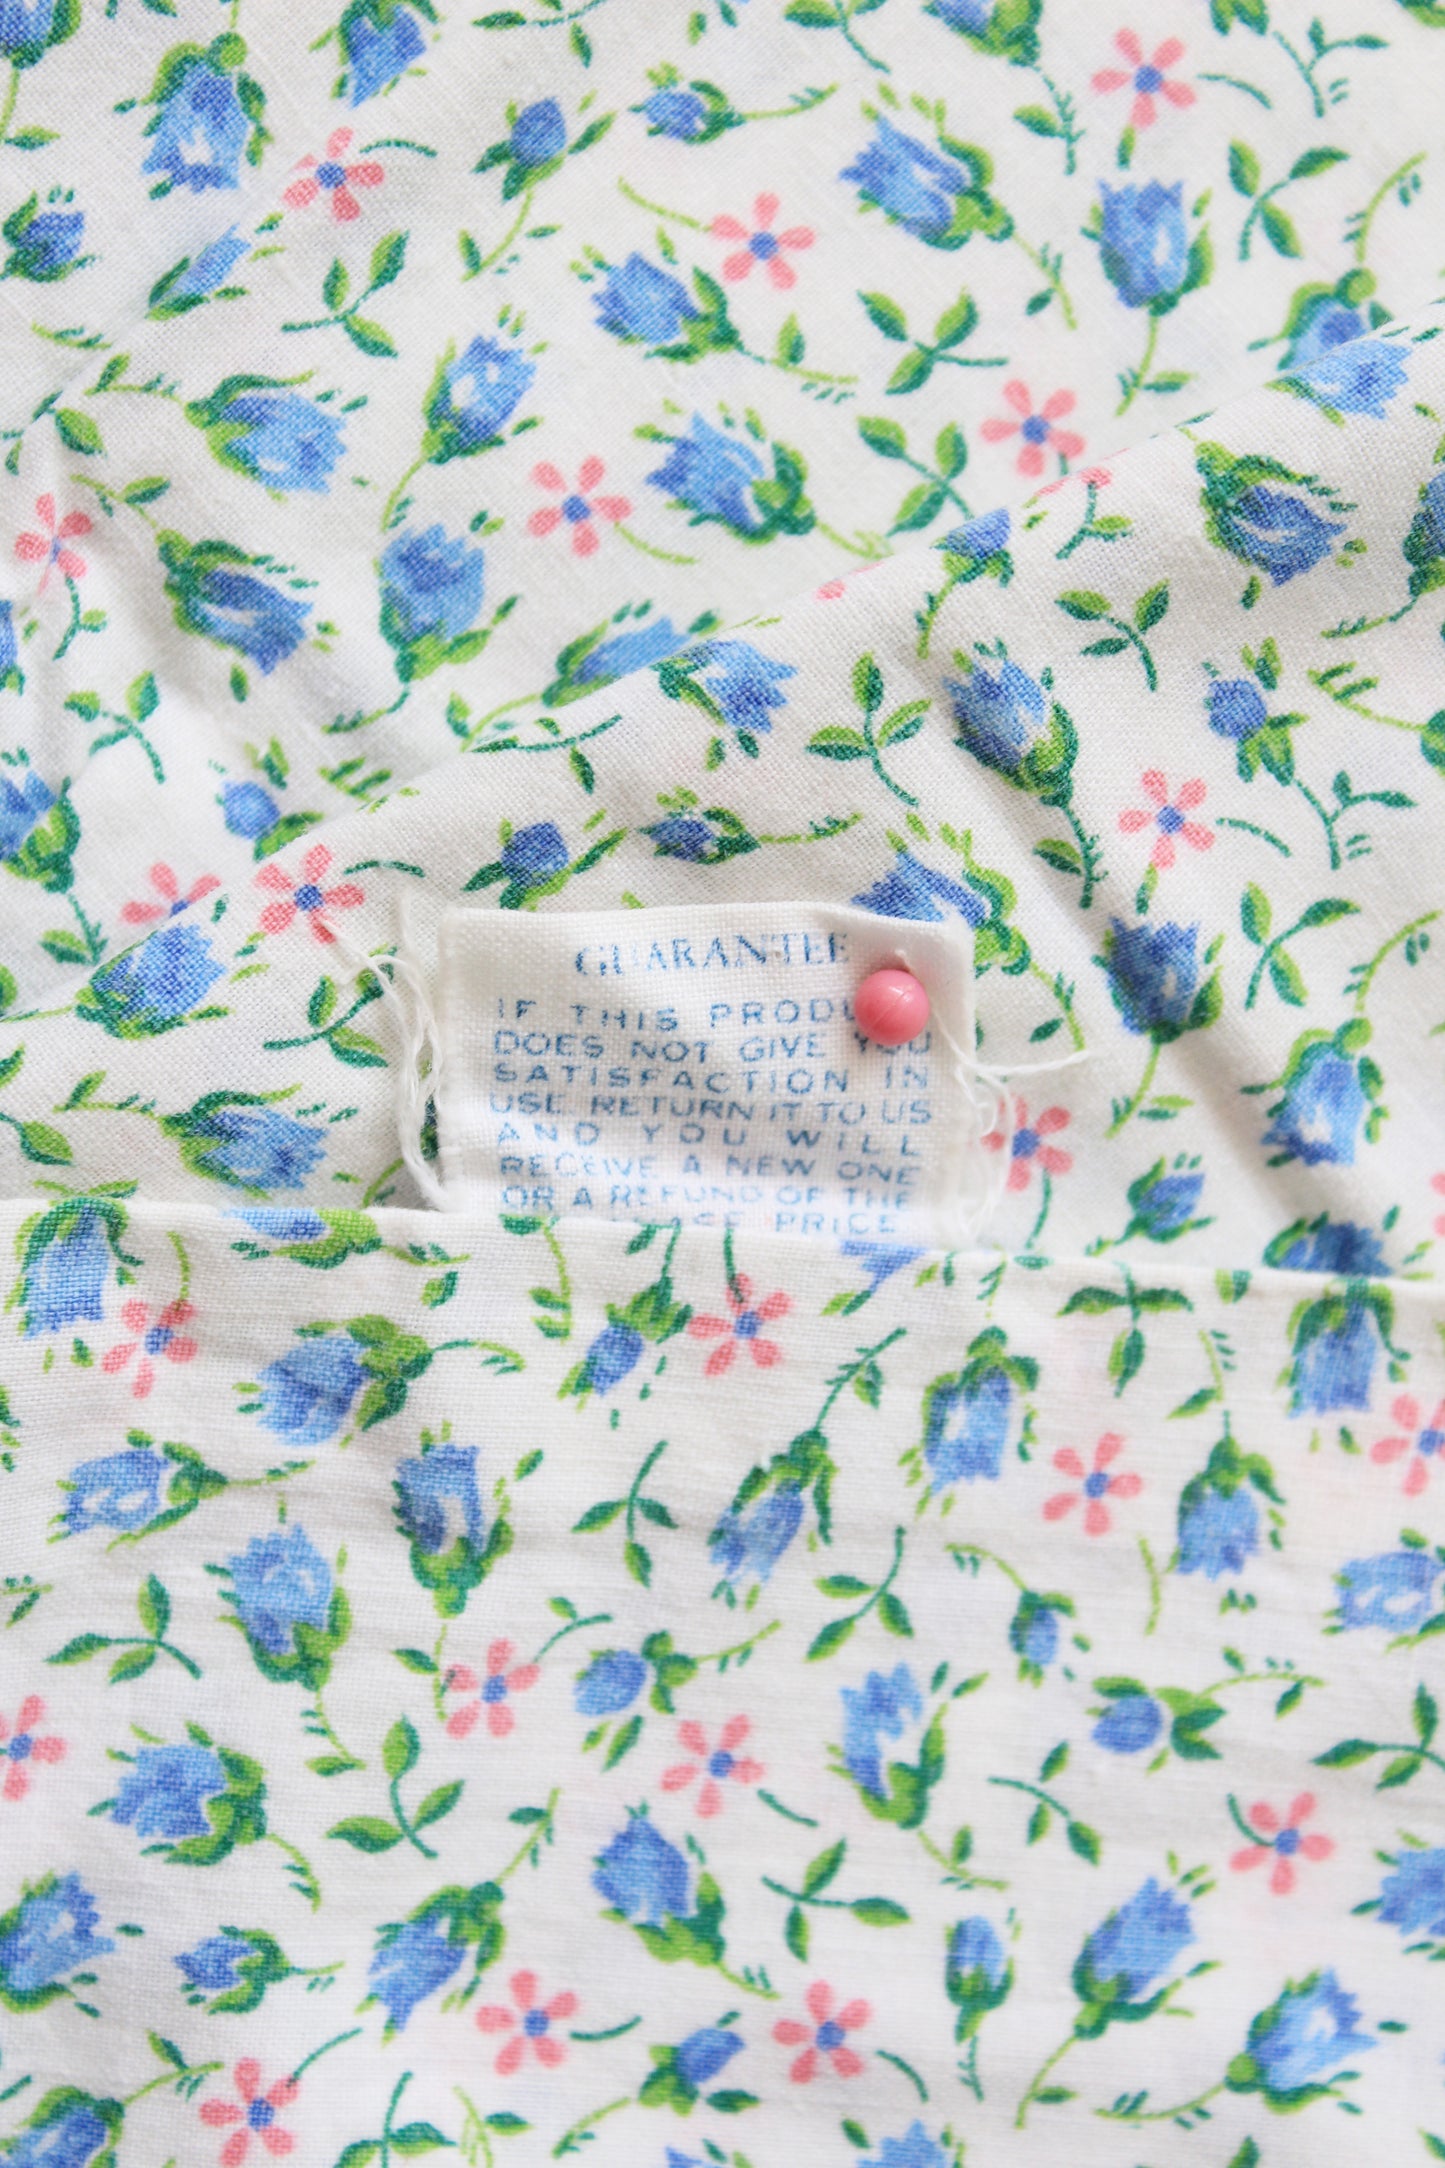 GUARANTEE
IF THIS PRODU
DOES NOT GIVE YOU
SATISFACTION IN
USE RETURN IT TO US
AND YOU WILL
RECEIVE A NEW ONE
OR A REFUND OF THE
PRICE